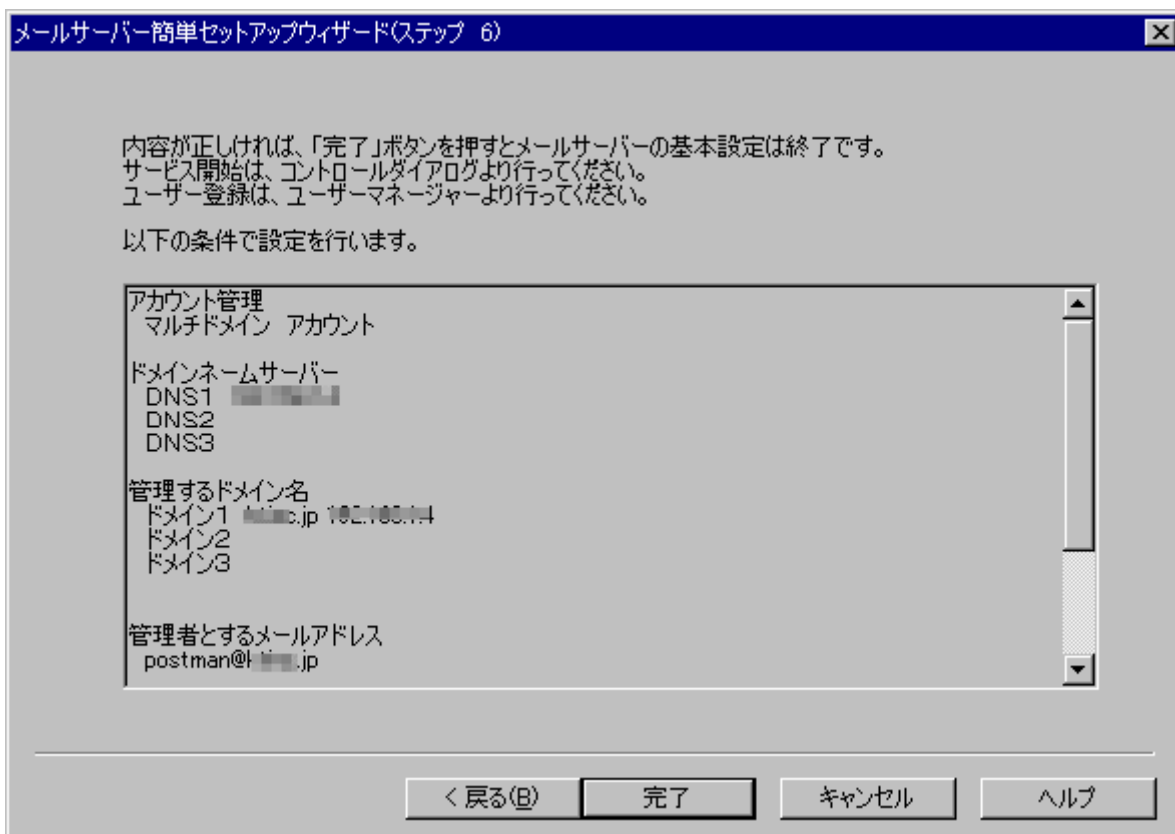 メールサーバー簡単セットアップウィザード(ステップ 6)
内容が正しければ、「完了」ボタンを押すとメールサーバーの基本設定は終了です。
サービス開始は、コントロールダイアログより行ってください。
ユーザー登録は、ユーザーマネージャーより行ってください。
以下の条件で設定を行います。
アカウント管理
マルチドメイン アカウント
ドメインネームサーバー
DNS1
DNS2
DNS3
管理するドメイン名
ドメイン1
ドメイン2
ドメイン3
管理者とするメールアドレス
postman@
< 戻る(B)
完了
キャンセル
ヘルプ